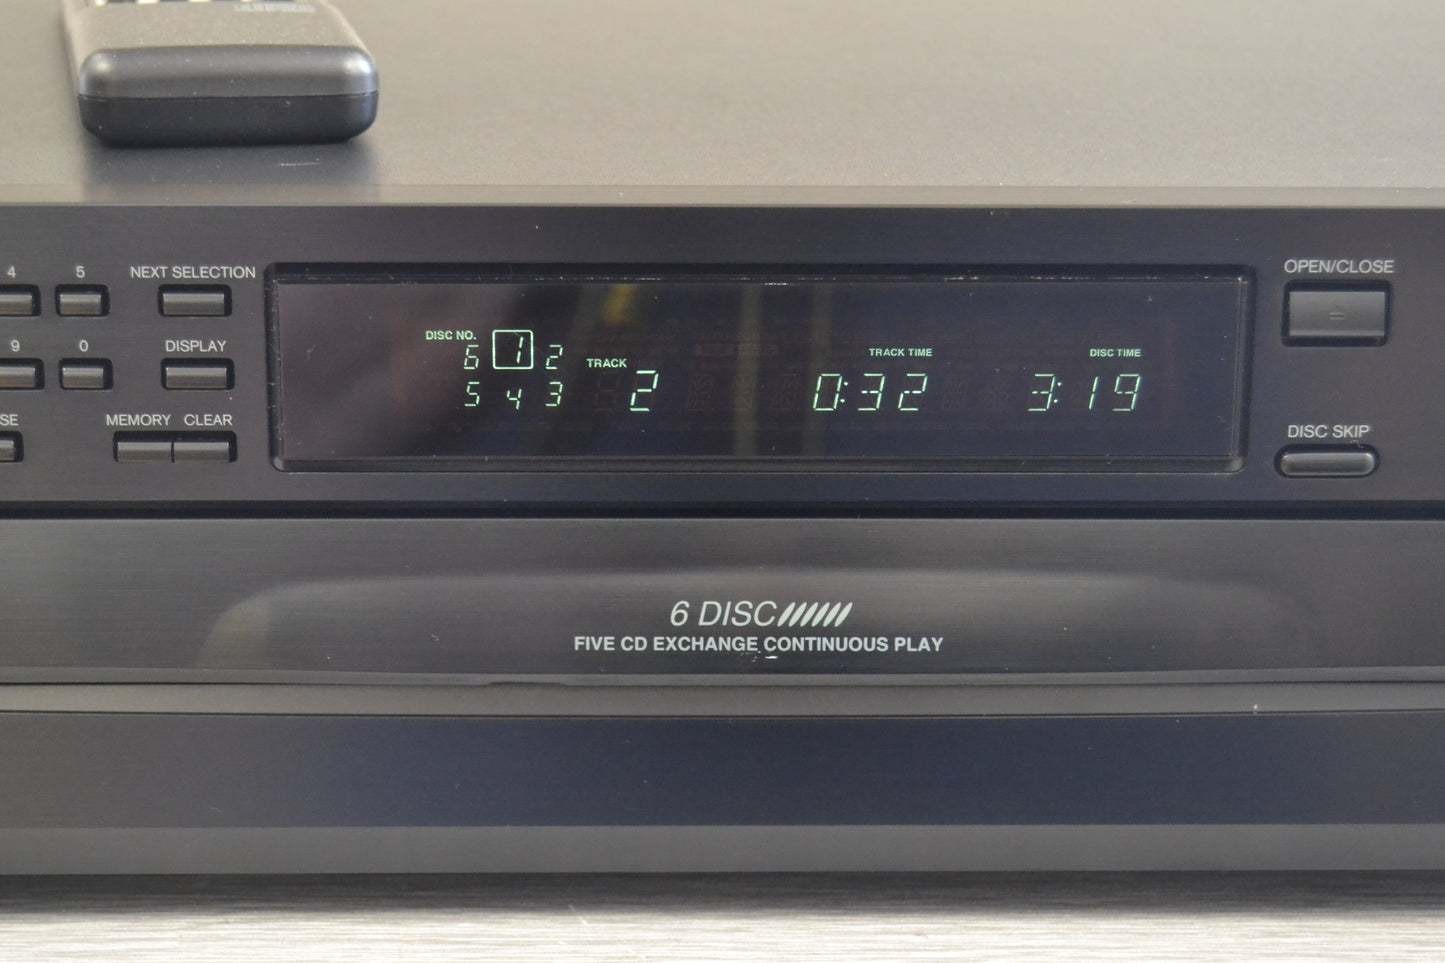 4 5 NEXT SELECTION
OPEN/CLOSE
DISC NO.
6 1 2
5 4 3
TRACK
2
TRACK TIME
0:32
DISC TIME
3:19
9 0 DISPLAY
SE MEMORY CLEAR
DISC SKIP
6 DISC
FIVE CD EXCHANGE CONTINUOUS PLAY